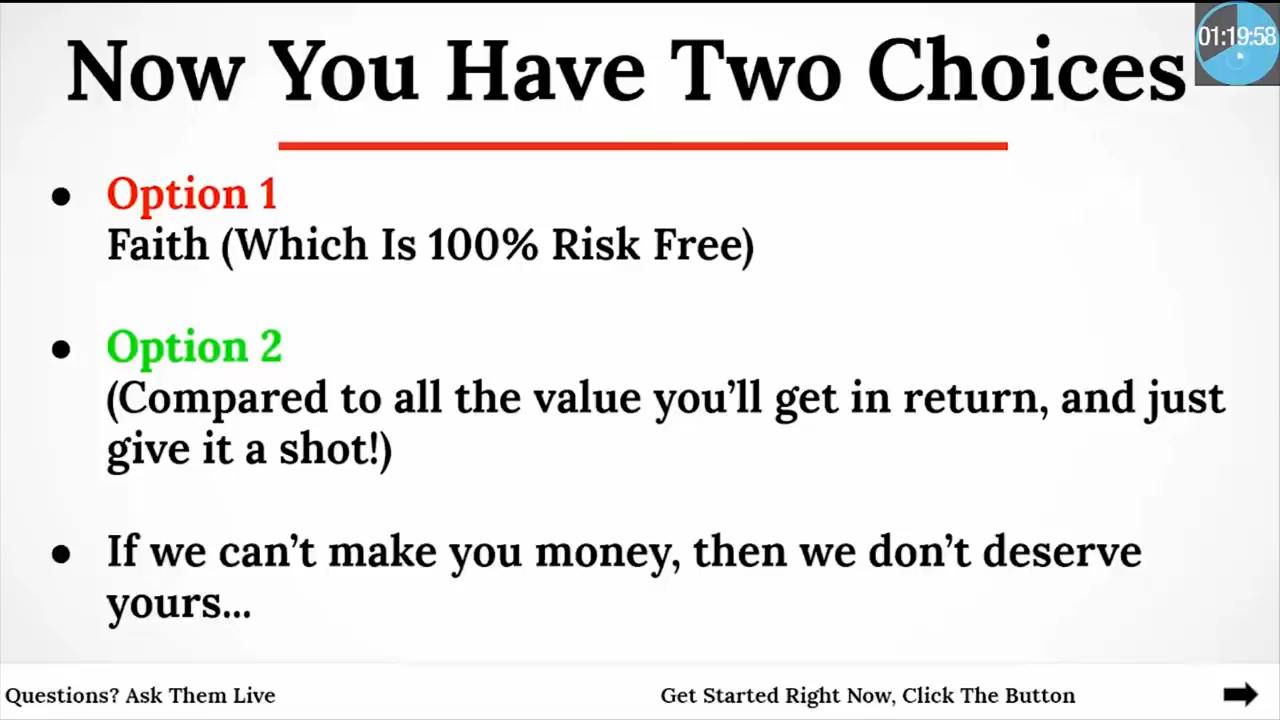 Now You Have Two Choices
01:19:58
● Option 1
Faith (Which Is 100% Risk Free)
● Option 2
(Compared to all the value you’ll get in return, and just
give it a shot!)
● If we can’t make you money, then we don’t deserve
yours...
Questions? Ask Them Live
Get Started Right Now, Click The Button